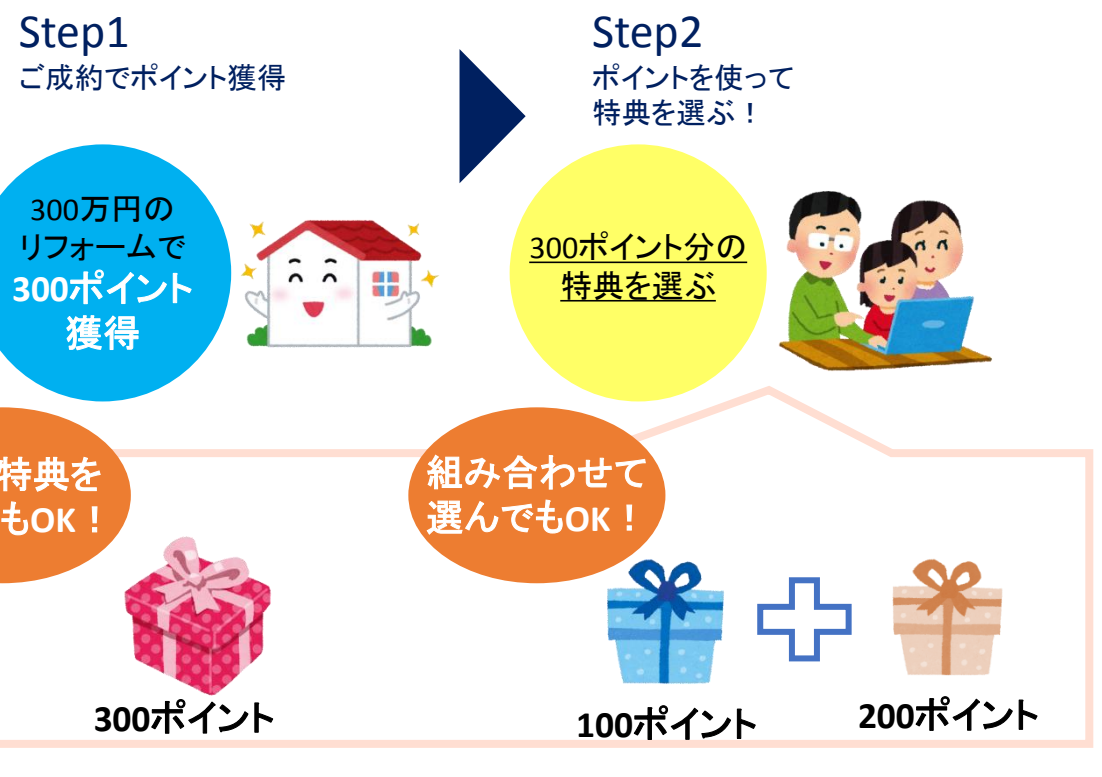 Step1
ご成約でポイント獲得
Step2
ポイントを使って
特典を選ぶ！
300万円の
リフォームで
300ポイント
獲得
300ポイント分の
特典を選ぶ
特典を
もOK！
組み合わせて
選んでもOK！
300ポイント
100ポイント
200ポイント